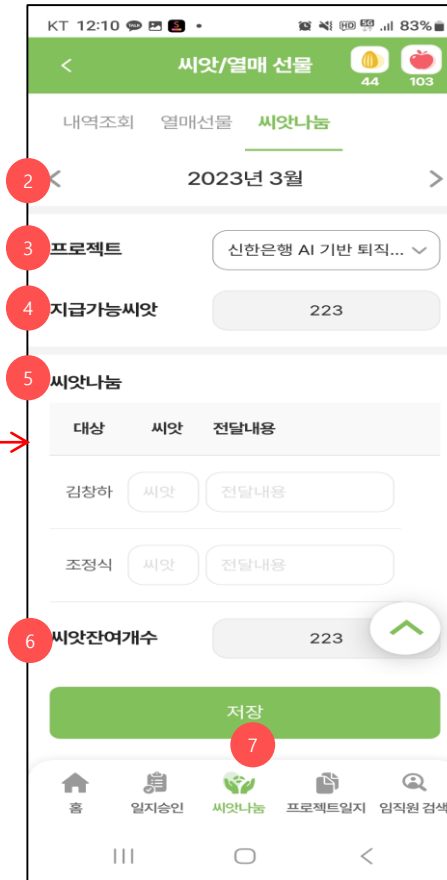 KT 12:10 83%
씨앗/열매 선물
44 103
내역조회 열매선물 씨앗나눔
2 2023년 3월
3 프로젝트 신한은행 AI 기반 퇴직...
4 지급가능씨앗 223
5 씨앗나눔
대상 씨앗 전달내용
김창하 씨앗 전달내용
조정식 씨앗 전달내용
6 씨앗잔여개수 223
저장
7
홈 일지승인 씨앗나눔 프로젝트일지 임직원 검색